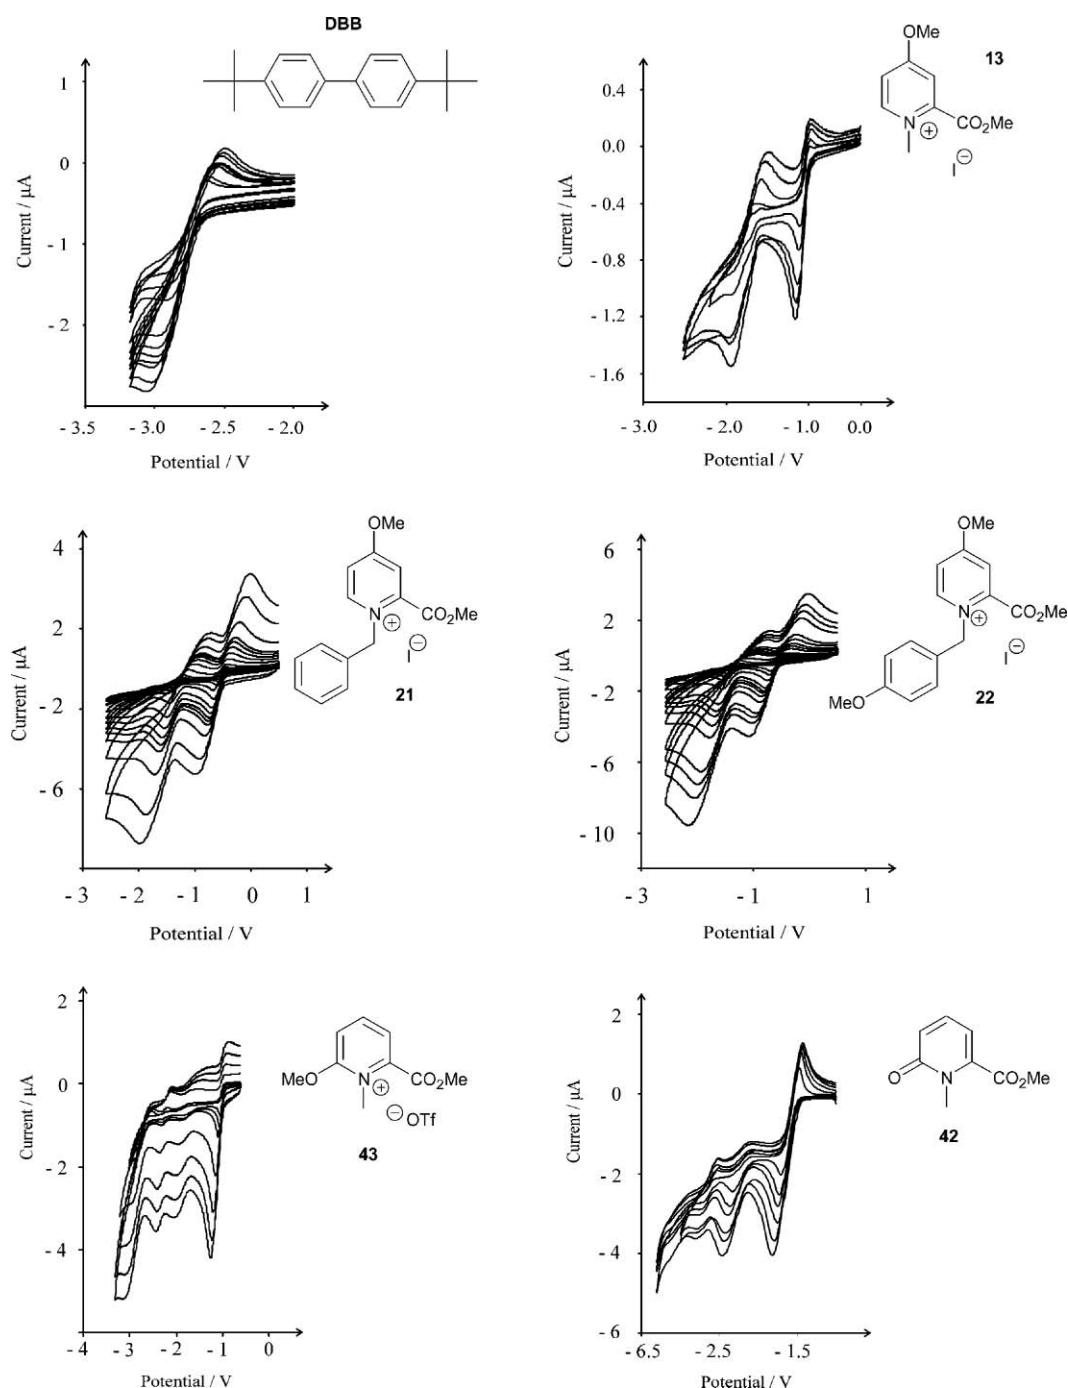 DBB
1
0
- 1
- 2
Current / µA
- 3.5
- 3.0
- 2.5
- 2.0
Potential / V
OMe
13
N
+
CO2Me
I−
0.4
0.0
- 0.4
- 0.8
- 1.2
- 1.6
Current / µA
- 3.0
- 2.0
- 1.0
0.0
Potential / V
OMe
N
+
CO2Me
I−
21
4
2
- 2
- 6
Current / µA
- 3
- 2
- 1
0
1
Potential / V
OMe
N
+
CO2Me
I−
MeO
22
6
2
- 2
- 6
- 10
Current / µA
- 3
- 1
1
Potential / V
MeO
N
+
CO2Me
−OTf
43
2
0
- 2
- 4
Current / µA
- 4
- 3
- 2
- 1
0
Potential / V
O
N
CO2Me
42
2
0
- 2
- 4
- 6
Current / µA
- 6.5
- 2.5
- 1.5
Potential / V